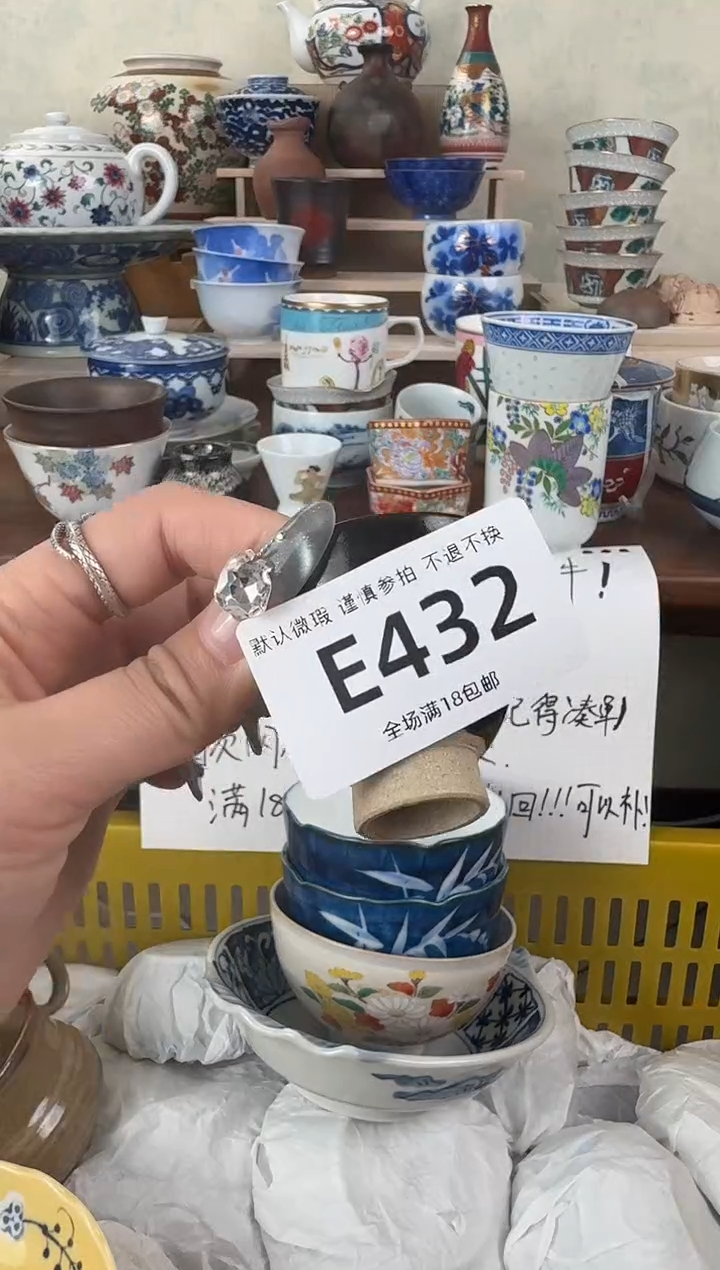 默认微瑕 谨慎参拍 不退不换
E432
全场满18包邮
牛!
记得凑单
满18
回!!!可以补!